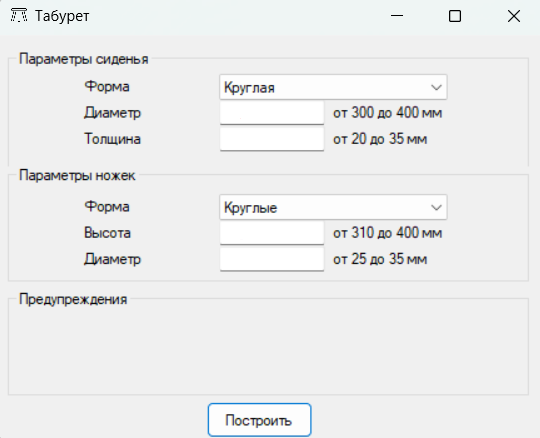 Табурет
Параметры сиденья
Форма Круглая
Диаметр от 300 до 400 мм
Толщина от 20 до 35 мм
Параметры ножек
Форма Круглые
Высота от 310 до 400 мм
Диаметр от 25 до 35 мм
Предупреждения
Построить